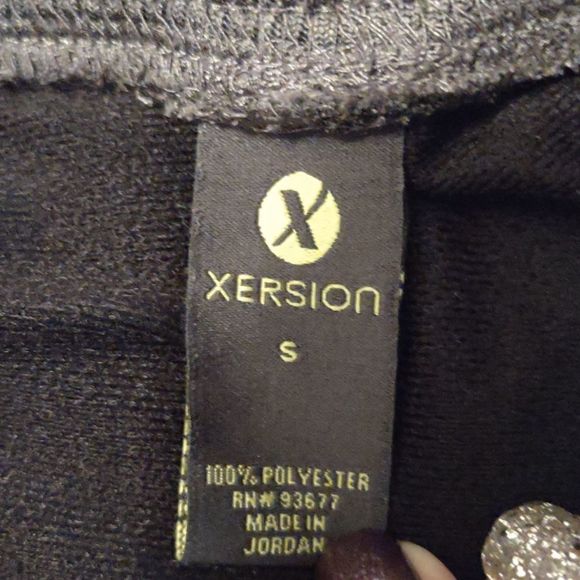 X
XERSION
S
100% POLYESTER
RN# 93677
MADE IN
JORDAN